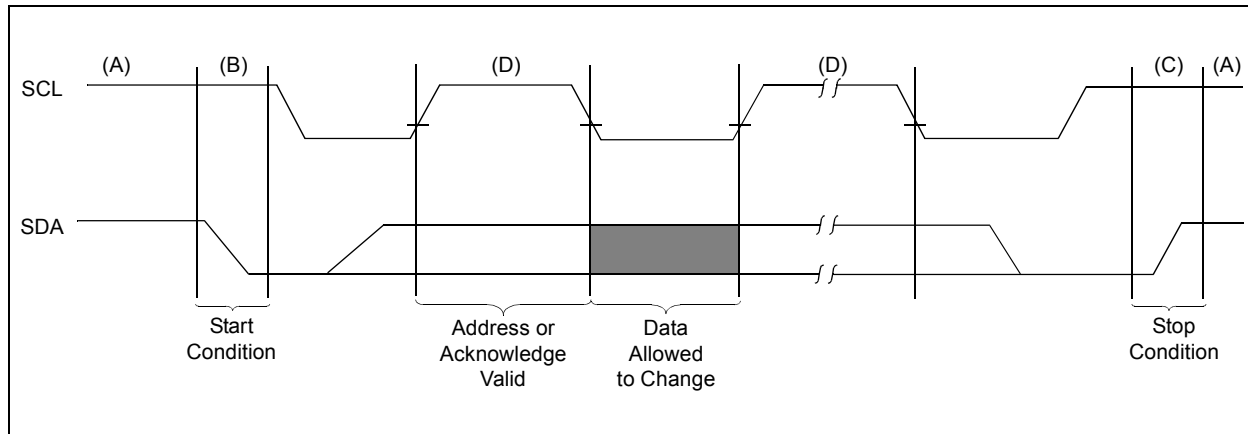 (A) (B) (D) (D) (C) (A)
SCL
SDA
Start
Condition
Address or
Acknowledge
Valid
Data
Allowed
to Change
Stop
Condition